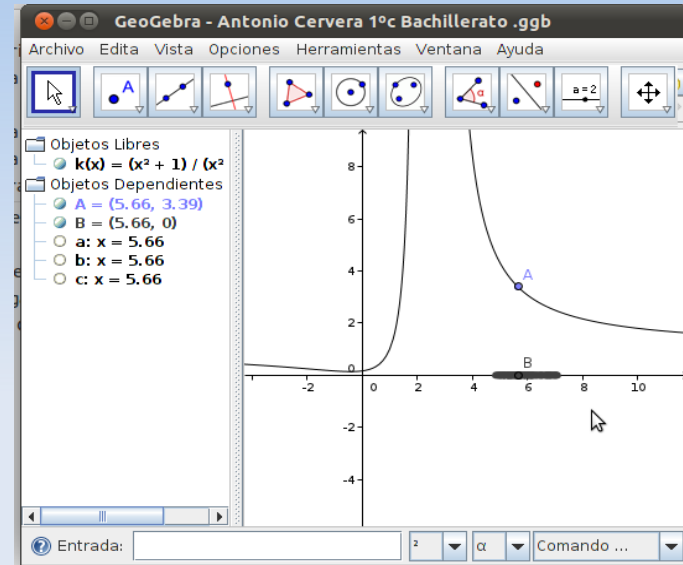 GeoGebra - Antonio Cervera 1ºc Bachillerato .ggb
Archivo Edita Vista Opciones Herramientas Ventana Ayuda
A
α
a=2
Objetos Libres
k(x) = (x² + 1) / (x²
Objetos Dependientes
A = (5.66, 3.39)
B = (5.66, 0)
a: x = 5.66
b: x = 5.66
c: x = 5.66
8
6
4
A
2
B
0
-2 0 2 4 6 8 10
-2
-4
Entrada: ² α Comando ...